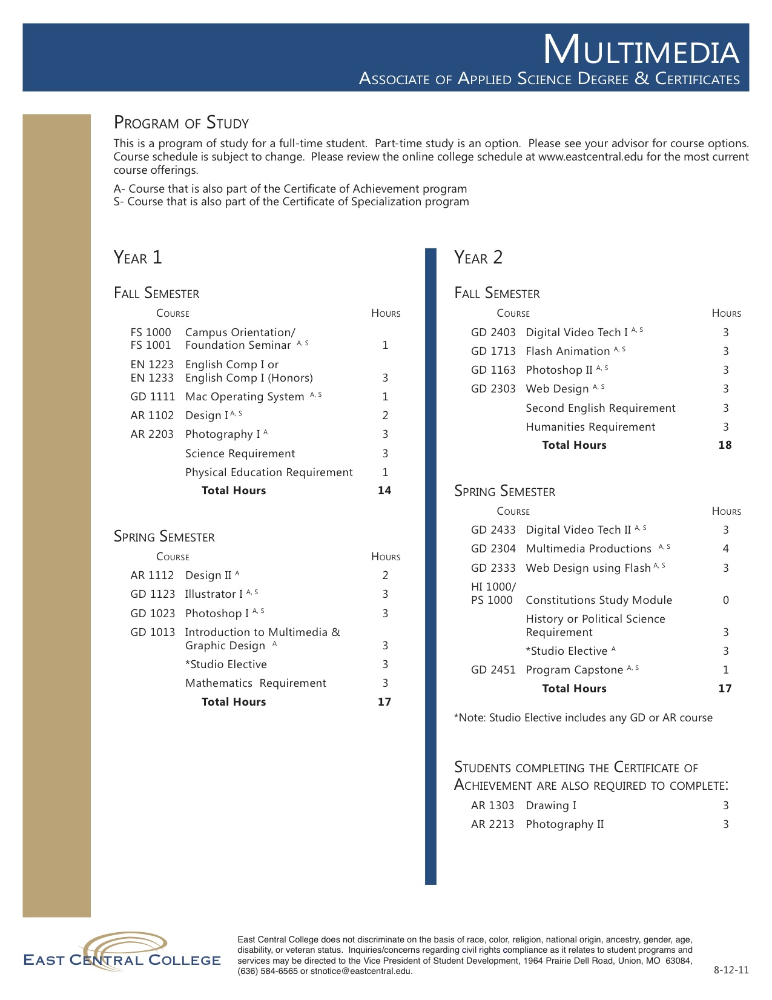 Multimedia
Associate of Applied Science Degree & Certificates
Program of Study
This is a program of study for a full-time student.  Part-time study is an option.  Please see your advisor for course options.
Course schedule is subject to change.  Please review the online college schedule at www.eastcentral.edu for the most current
course offerings.
A- Course that is also part of the Certificate of Achievement program
S- Course that is also part of the Certificate of Specialization program
Year 1
Fall Semester
Course Hours
FS 1000 Campus Orientation/
FS 1001 Foundation Seminar A, S 1
EN 1223 English Comp I or
EN 1233 English Comp I (Honors) 3
GD 1111 Mac Operating System A, S 1
AR 1102 Design I A, S 2
AR 2203 Photography I A 3
Science Requirement 3
Physical Education Requirement 1
Total Hours 14
Spring Semester
Course Hours
AR 1112 Design II A 2
GD 1123 Illustrator I A, S 3
GD 1023 Photoshop I A, S 3
GD 1013 Introduction to Multimedia &
Graphic Design A 3
*Studio Elective 3
Mathematics  Requirement 3
Total Hours 17
Year 2
Fall Semester
Course Hours
GD 2403 Digital Video Tech I A, S 3
GD 1713 Flash Animation A, S 3
GD 1163 Photoshop II A, S 3
GD 2303 Web Design A, S 3
Second English Requirement 3
Humanities Requirement 3
Total Hours 18
Spring Semester
Course Hours
GD 2433 Digital Video Tech II A, S 3
GD 2304 Multimedia Productions A, S 4
GD 2333 Web Design using Flash A, S 3
HI 1000/
PS 1000 Constitutions Study Module 0
History or Political Science
Requirement 3
*Studio Elective A 3
GD 2451 Program Capstone A, S 1
Total Hours 17
*Note: Studio Elective includes any GD or AR course
Students completing the Certificate of
Achievement are also required to complete:
AR 1303 Drawing I 3
AR 2213 Photography II 3
East Central College
East Central College does not discriminate on the basis of race, color, religion, national origin, ancestry, gender, age,
disability, or veteran status.  Inquiries/concerns regarding civil rights compliance as it relates to student programs and
services may be directed to the Vice President of Student Development, 1964 Prairie Dell Road, Union, MO  63084,
(636) 584-6565 or stnotice@eastcentral.edu.
8-12-11